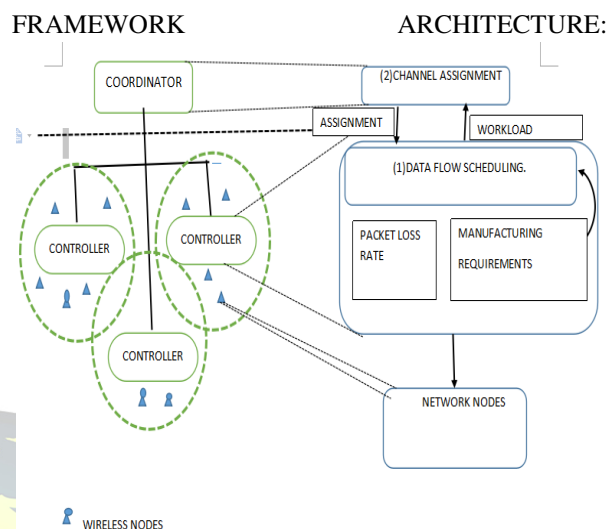 FRAMEWORK ARCHITECTURE:
COORDINATOR
(2)CHANNEL ASSIGNMENT
ASSIGNMENT
WORKLOAD
(1)DATA FLOW SCHEDULING.
CONTROLLER
CONTROLLER
PACKET LOSS
RATE
MANUFACTURING
REQUIREMENTS
CONTROLLER
NETWORK NODES
WIRELESS NODES